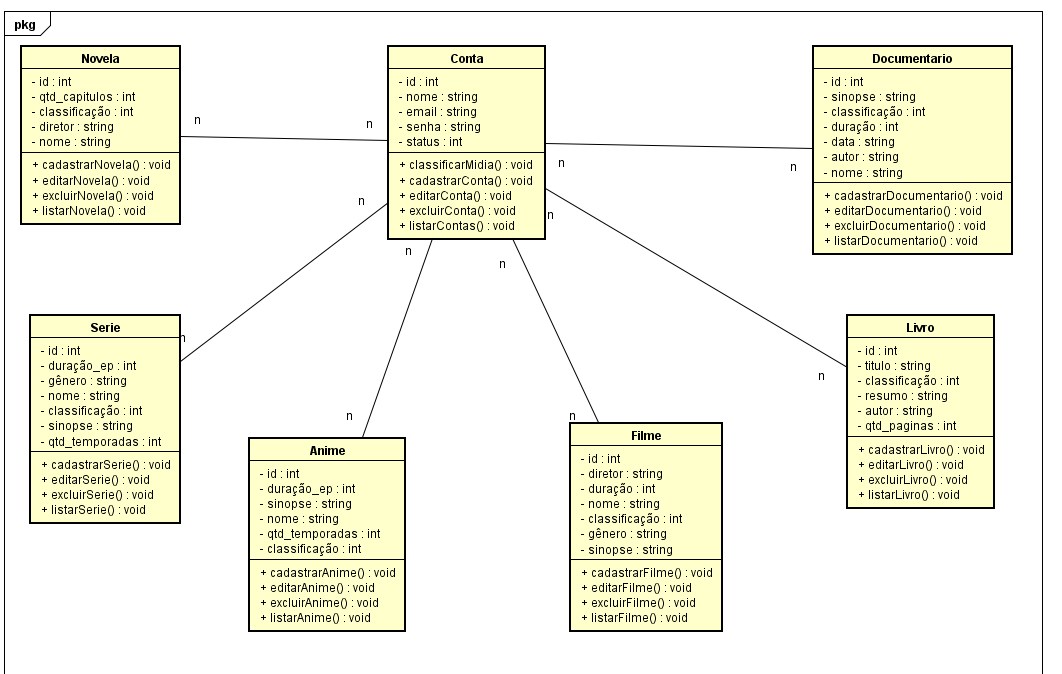 pkg
Novela
- id : int
- qtd_capitulos : int
- classificação : int
- diretor : string
- nome : string
+ cadastrarNovela() : void
+ editarNovela() : void
+ excluirNovela() : void
+ listarNovela() : void
n
n
Conta
- id : int
- nome : string
- email : string
- senha : string
- status : int
+ classificarMidia() : void
+ cadastrarConta() : void
+ editarConta() : void
+ excluirConta() : void
+ listarContas() : void
n
n
Documentario
- id : int
- sinopse : string
- classificação : int
- duração : int
- data : string
- autor : string
- nome : string
+ cadastrarDocumentario() : void
+ editarDocumentario() : void
+ excluirDocumentario() : void
+ listarDocumentario() : void
n
n
n
n
Serie
- id : int
- duração_ep : int
- gênero : string
- nome : string
- classificação : int
- sinopse : string
- qtd_temporadas : int
+ cadastrarSerie() : void
+ editarSerie() : void
+ excluirSerie() : void
+ listarSerie() : void
n
n
Anime
- id : int
- duração_ep : int
- sinopse : string
- nome : string
- qtd_temporadas : int
- classificação : int
+ cadastrarAnime() : void
+ editarAnime() : void
+ excluirAnime() : void
+ listarAnime() : void
n
Filme
- id : int
- diretor : string
- duração : int
- nome : string
- classificação : int
- gênero : string
- sinopse : string
+ cadastrarFilme() : void
+ editarFilme() : void
+ excluirFilme() : void
+ listarFilme() : void
n
Livro
- id : int
- titulo : string
- classificação : int
- resumo : string
- autor : string
- qtd_paginas : int
+ cadastrarLivro() : void
+ editarLivro() : void
+ excluirLivro() : void
+ listarLivro() : void